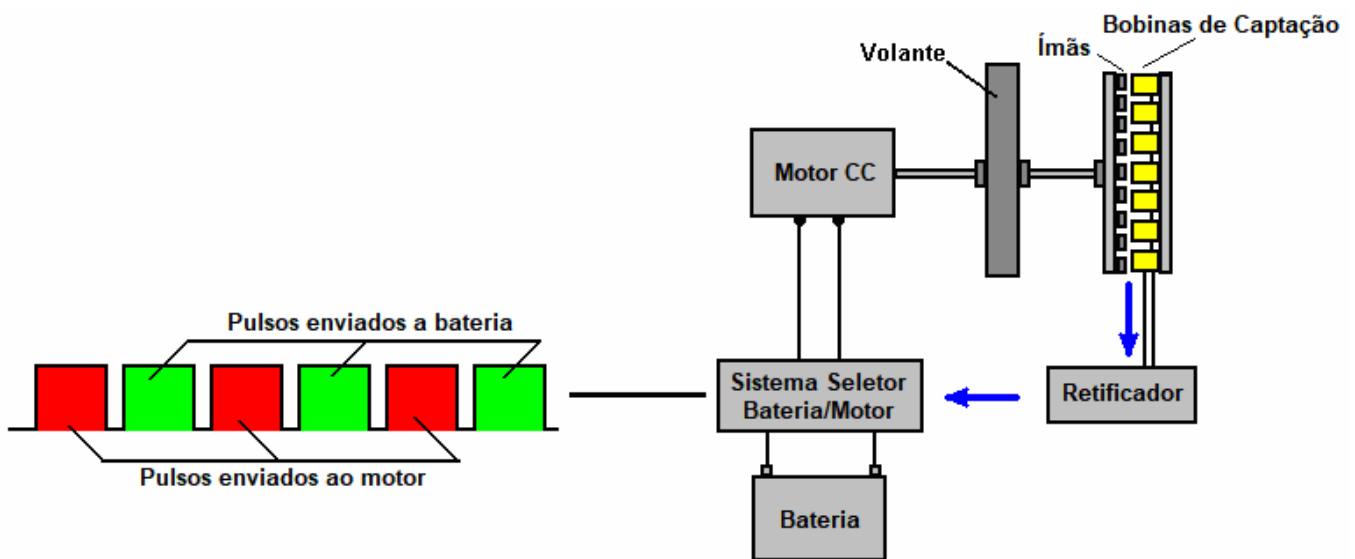 Bobinas de Captação
Ímãs
Volante
Motor CC
Pulsos enviados a bateria
Sistema Seletor
Bateria/Motor
Retificador
Pulsos enviados ao motor
Bateria